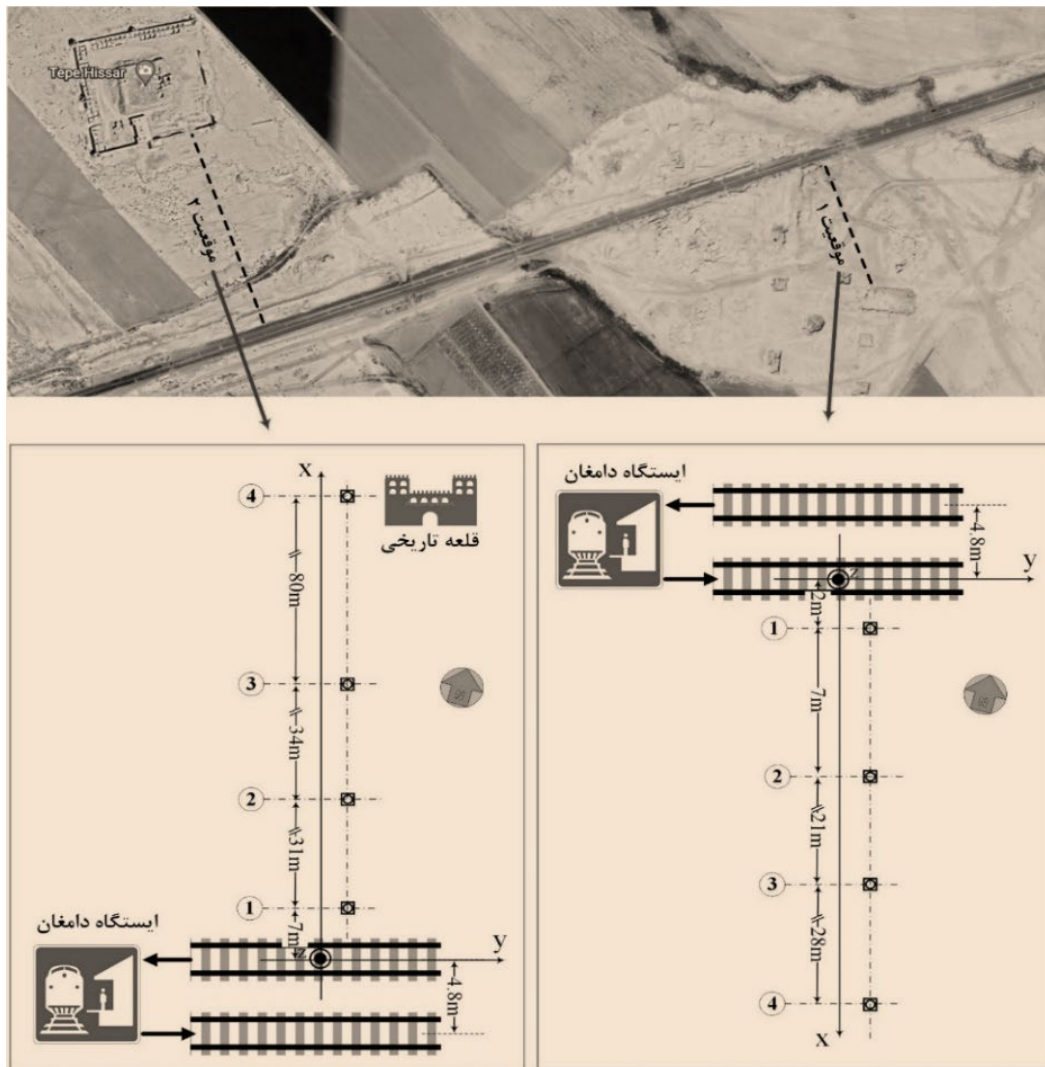 Tepe Hissar
موقعیت ۲
موقعیت ۱
X
4
قلعه تاریخی
80m
3
34m
2
31m
1
7m
ایستگاه دامغان
z
y
4.8m
ایستگاه دامغان
4.8m
z
y
2m
1
7m
2
21m
3
28m
4
X